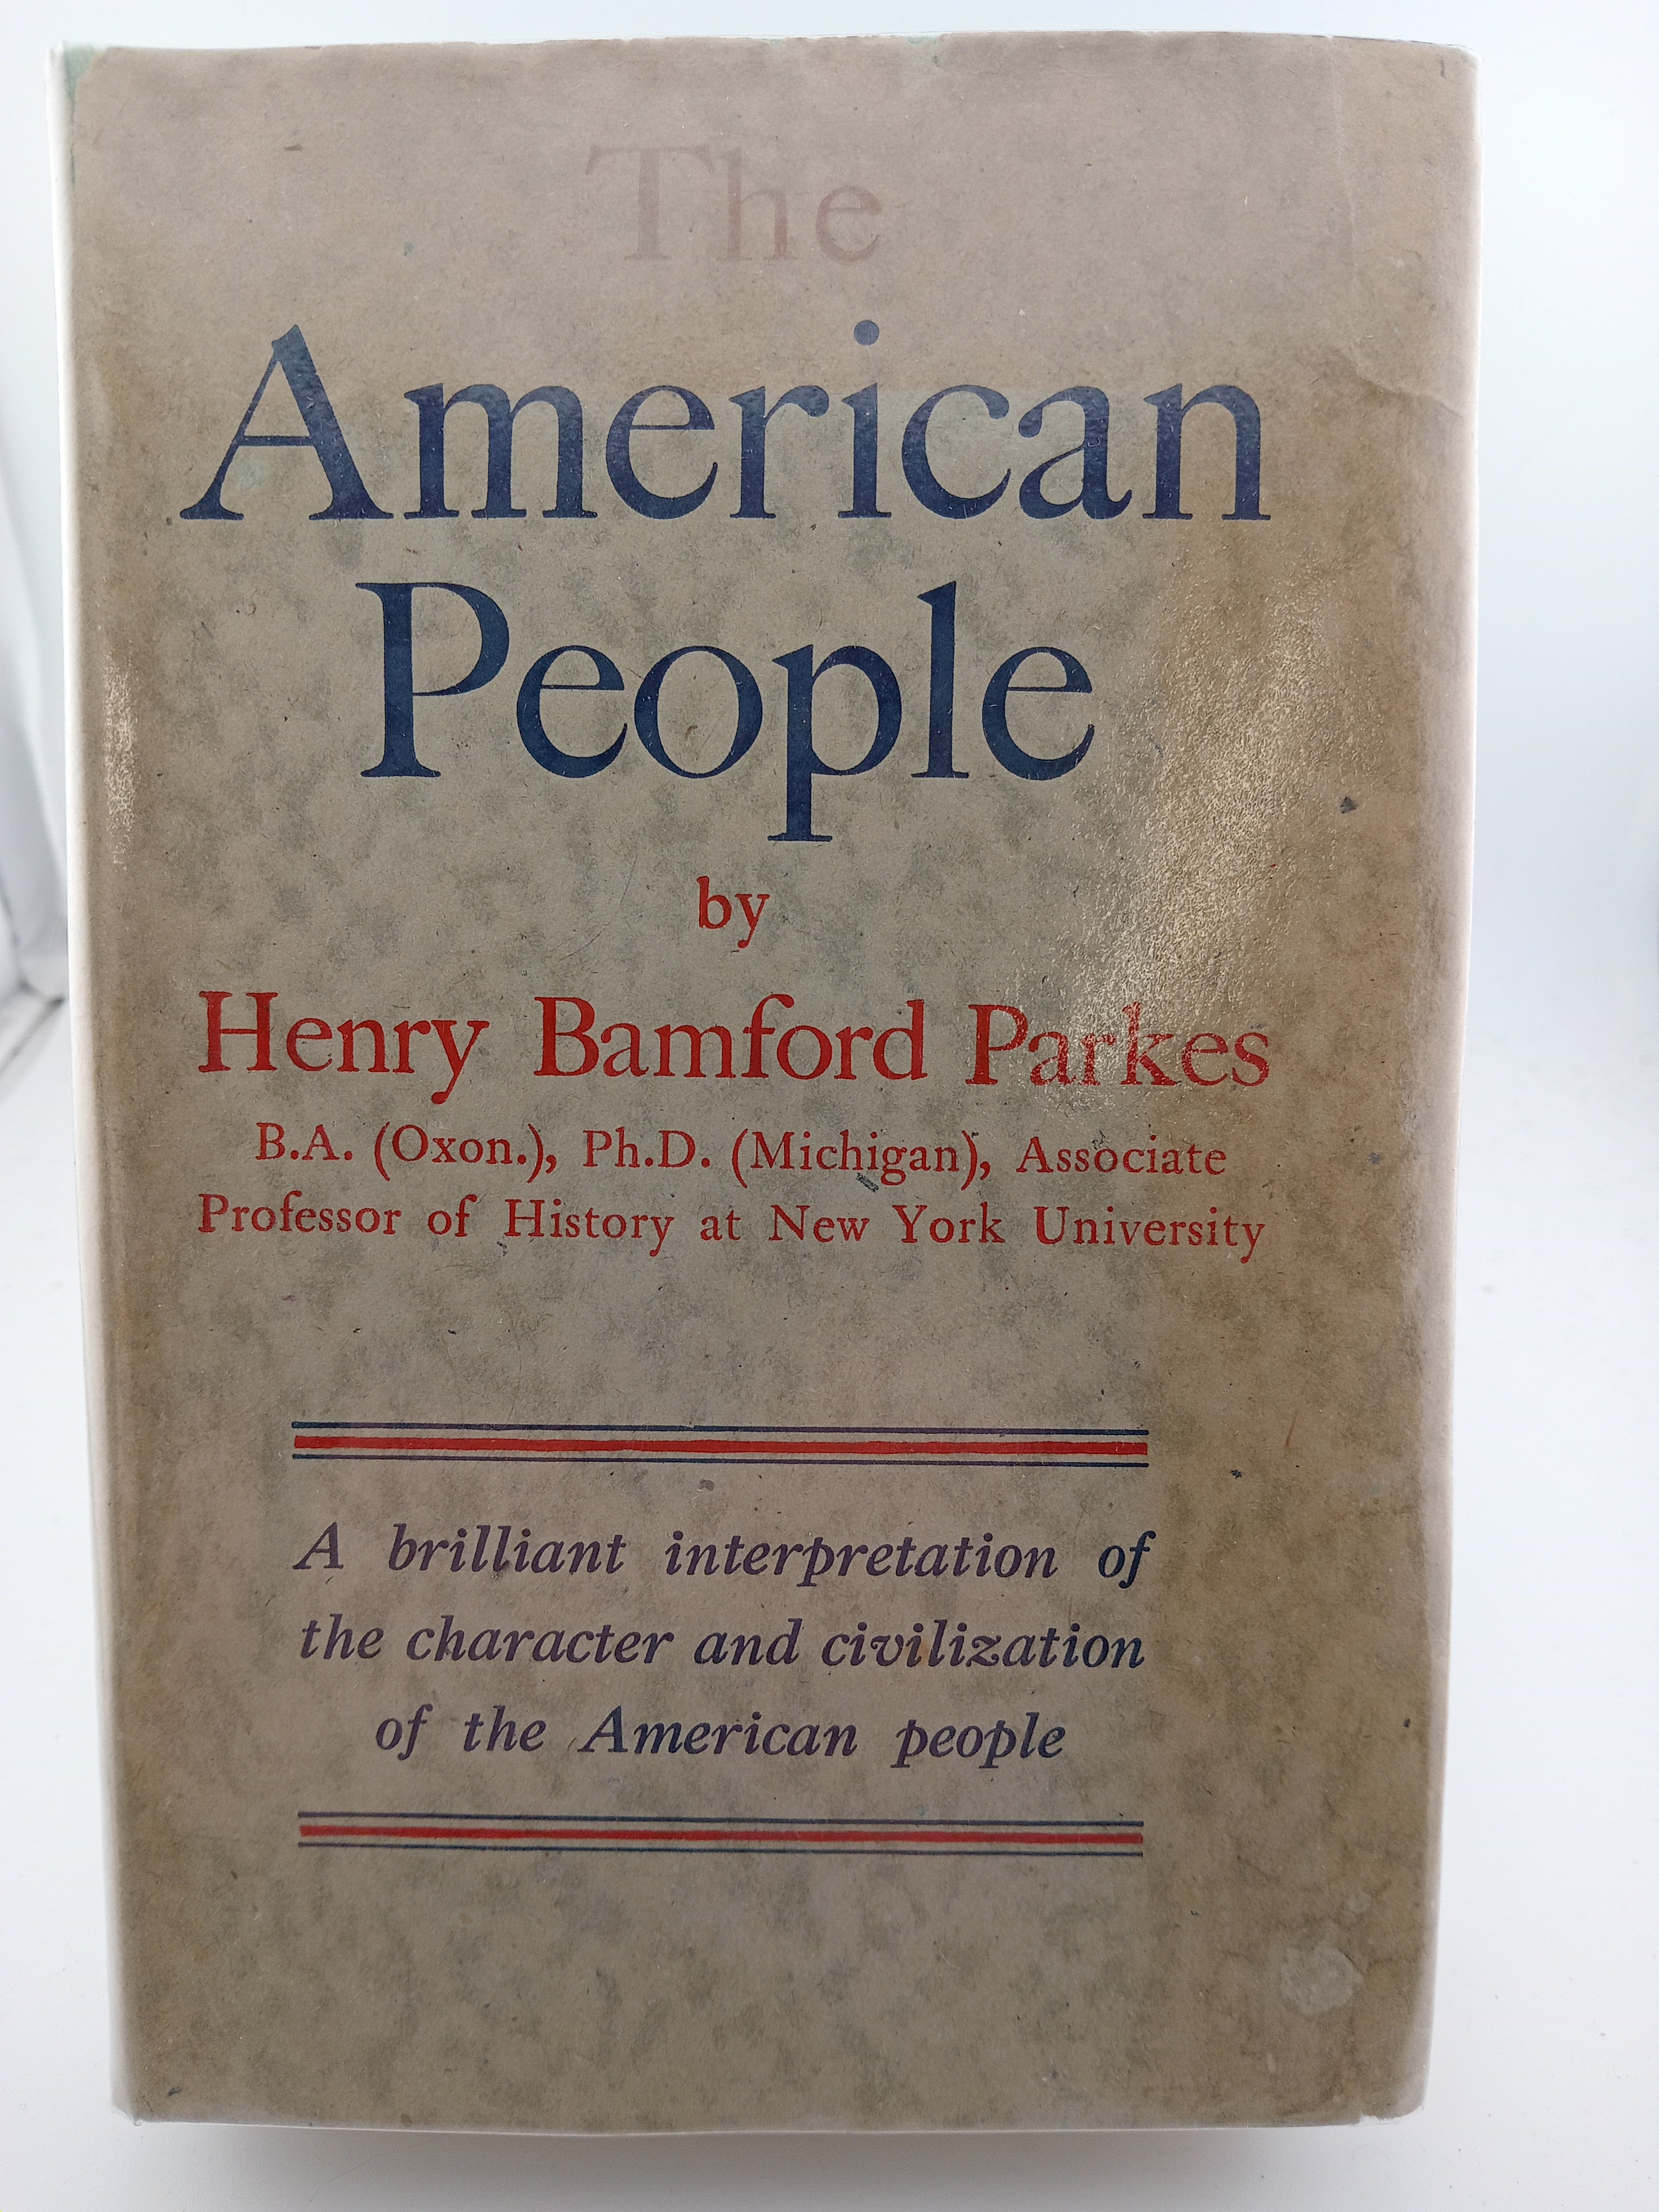 The
American
People
by
Henry Bamford Parkes
B.A. (Oxon.), Ph.D. (Michigan), Associate
Professor of History at New York University
A brilliant interpretation of
the character and civilization
of the American people